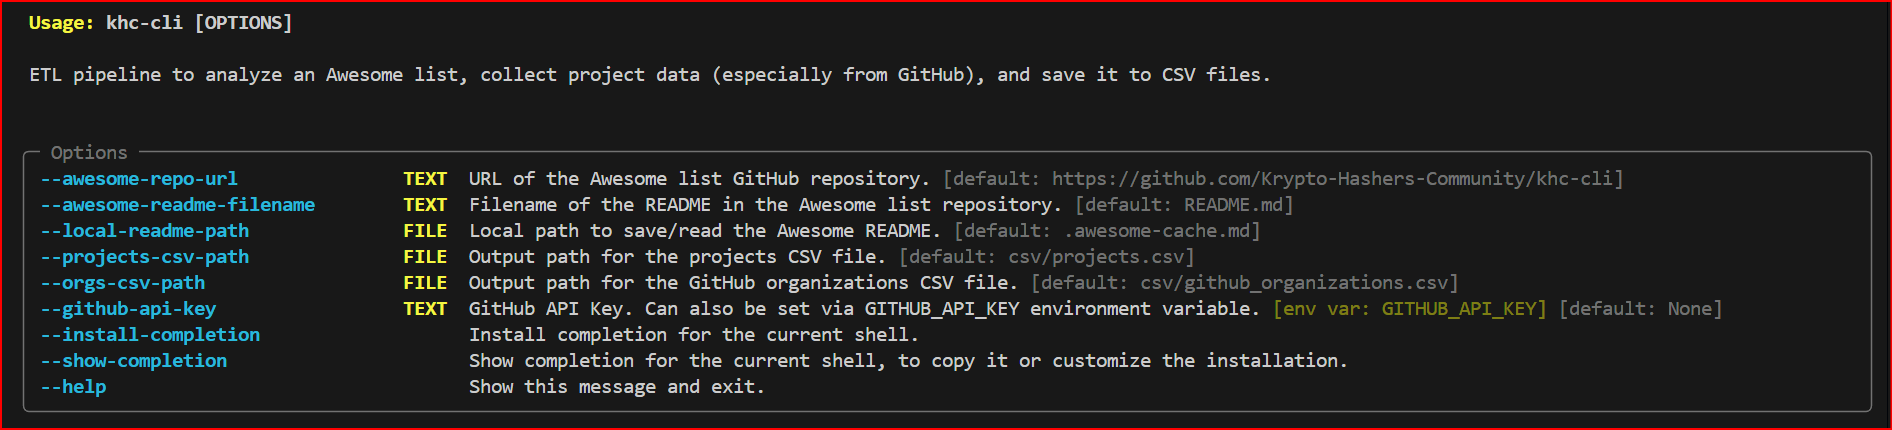 Usage: khc-cli [OPTIONS]
ETL pipeline to analyze an Awesome list, collect project data (especially from GitHub), and save it to CSV files.
Options
--awesome-repo-url TEXT URL of the Awesome list GitHub repository. [default: https://github.com/Krypto-Hashers-Community/khc-cli]
--awesome-readme-filename TEXT Filename of the README in the Awesome list repository. [default: README.md]
--local-readme-path FILE Local path to save/read the Awesome README. [default: .awesome-cache.md]
--projects-csv-path FILE Output path for the projects CSV file. [default: csv/projects.csv]
--orgs-csv-path FILE Output path for the GitHub organizations CSV file. [default: csv/github_organizations.csv]
--github-api-key TEXT GitHub API Key. Can also be set via GITHUB_API_KEY environment variable. [env var: GITHUB_API_KEY] [default: None]
--install-completion Install completion for the current shell.
--show-completion Show completion for the current shell, to copy it or customize the installation.
--help Show this message and exit.